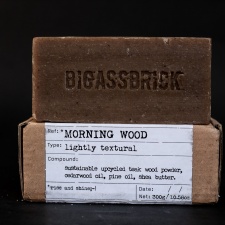 BIGASSBRICK
Ref: "MORNING WOOD
Type: lightly textural
Compound:
sustainable upcycled teak wood powder,
cedarwood oil, pine oil, shea butter.
*rise and shine-! Date: / /
Net: 300g/10.58oz